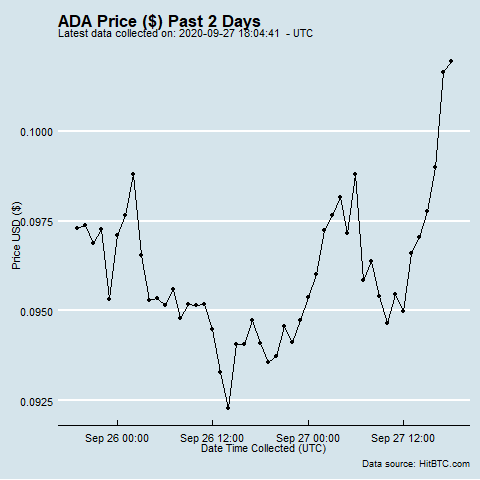 ADA Price ($) Past 2 Days
Latest data collected on: 2020-09-27 18:04:41 - UTC
Price USD ($)
0.1000
0.0975
0.0950
0.0925
Sep 26 00:00 Sep 26 12:00 Sep 27 00:00 Sep 27 12:00
Date Time Collected (UTC)
Data source: HitBTC.com